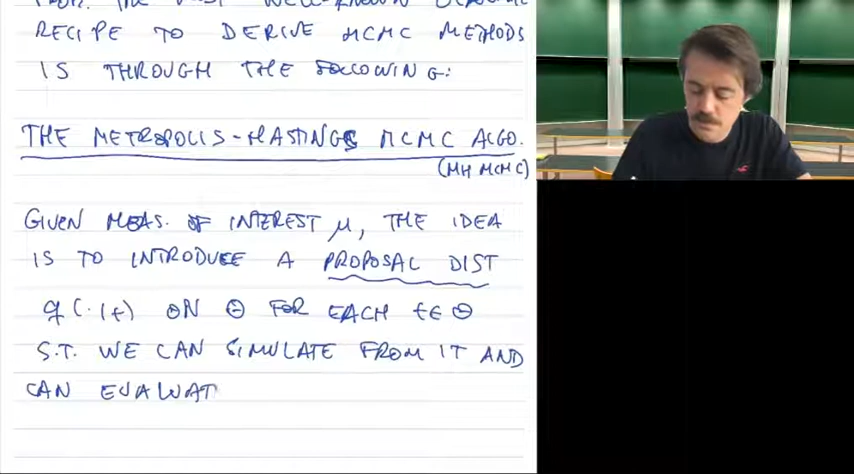 RECIPE TO DERIVE MCMC METHODS
IS THROUGH THE FOLLOWING:
THE METROPOLIS-HASTINGS MCMC ALGO.
(MH MCMC)
GIVEN MEAS. OF INTEREST μ, THE IDEA
IS TO INTRODUCE A PROPOSAL DIST
q(·|t) ON Θ FOR EACH t∈Θ
S.T. WE CAN SIMULATE FROM IT AND
CAN EVALUAT